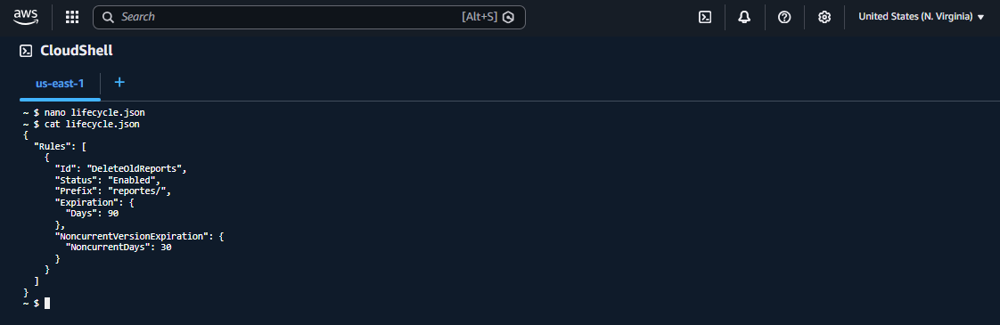 aws
Search [Alt+S] United States (N. Virginia)
CloudShell
us-east-1 +
~ $ nano lifecycle.json
~ $ cat lifecycle.json
{
  "Rules": [
    {
      "Id": "DeleteOldReports",
      "Status": "Enabled",
      "Prefix": "reportes/",
      "Expiration": {
        "Days": 90
      },
      "NoncurrentVersionExpiration": {
        "NoncurrentDays": 30
      }
    }
  ]
}
~ $